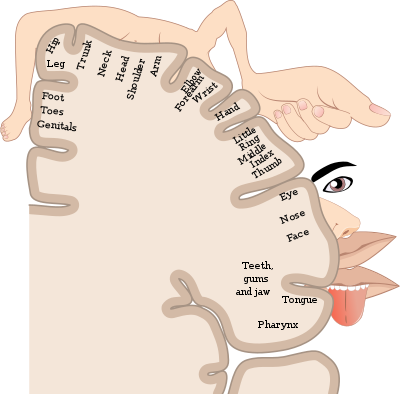 Genitals
Toes
Foot
Leg
Hip
Trunk
Neck
Head
Shoulder
Arm
Elbow
Forearm
Wrist
Hand
Little
Ring
Middle
Index
Thumb
Eye
Nose
Face
Teeth,
gums
and jaw
Tongue
Pharynx